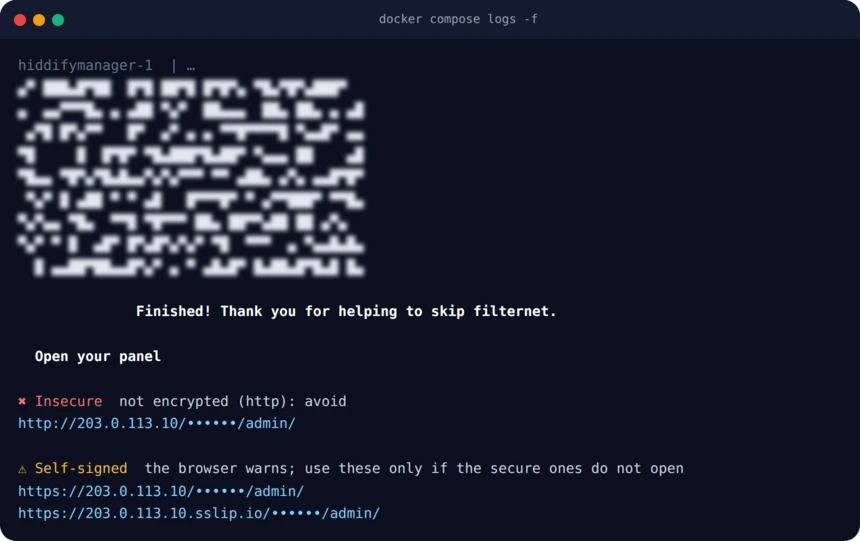 docker compose logs -f
hiddifymanager-1  | …
Finished! Thank you for helping to skip filternet.
Open your panel
✖ Insecure  not encrypted (http): avoid
http://203.0.113.10/••••••/admin/
⚠ Self-signed  the browser warns; use these only if the secure ones do not open
https://203.0.113.10/••••••/admin/
https://203.0.113.10.sslip.io/••••••/admin/